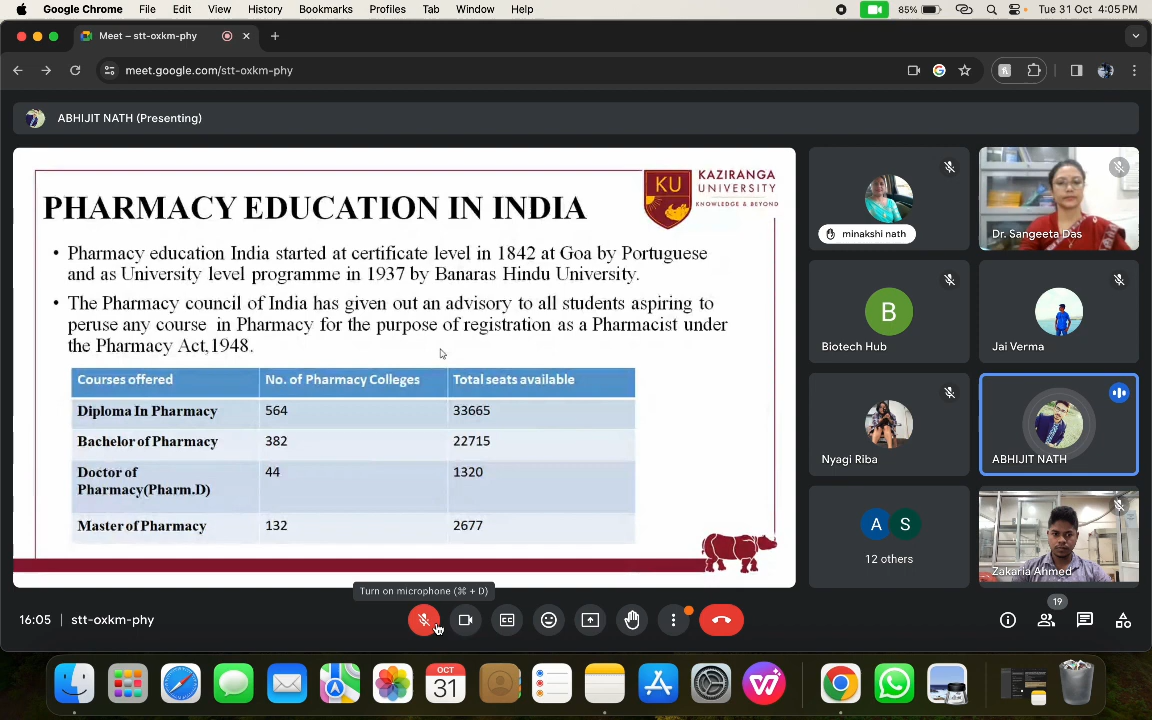 Google Chrome File Edit View History Bookmarks Profiles Tab Window Help 85% Tue 31 Oct 4:05 PM
Meet – stt-oxkm-phy
meet.google.com/stt-oxkm-phy
ABHIJIT NATH (Presenting)
KU
KAZIRANGA
UNIVERSITY
KNOWLEDGE & BEYOND
PHARMACY EDUCATION IN INDIA
• Pharmacy education India started at certificate level in 1842 at Goa by Portuguese
and as University level programme in 1937 by Banaras Hindu University.
• The Pharmacy council of India has given out an advisory to all students aspiring to
peruse any course in Pharmacy for the purpose of registration as a Pharmacist under
the Pharmacy Act,1948.
Courses offered No. of Pharmacy Colleges Total seats available
Diploma In Pharmacy 564 33665
Bachelor of Pharmacy 382 22715
Doctor of 44 1320
Pharmacy(Pharm.D)
Master of Pharmacy 132 2677
minakshi nath
Dr. Sangeeta Das
B
Biotech Hub
Jai Verma
Nyagi Riba
ABHIJIT NATH
A S
12 others
Zakaria Ahmed
Turn on microphone (⌘ + D)
16:05 | stt-oxkm-phy
CC
19
OCT
31